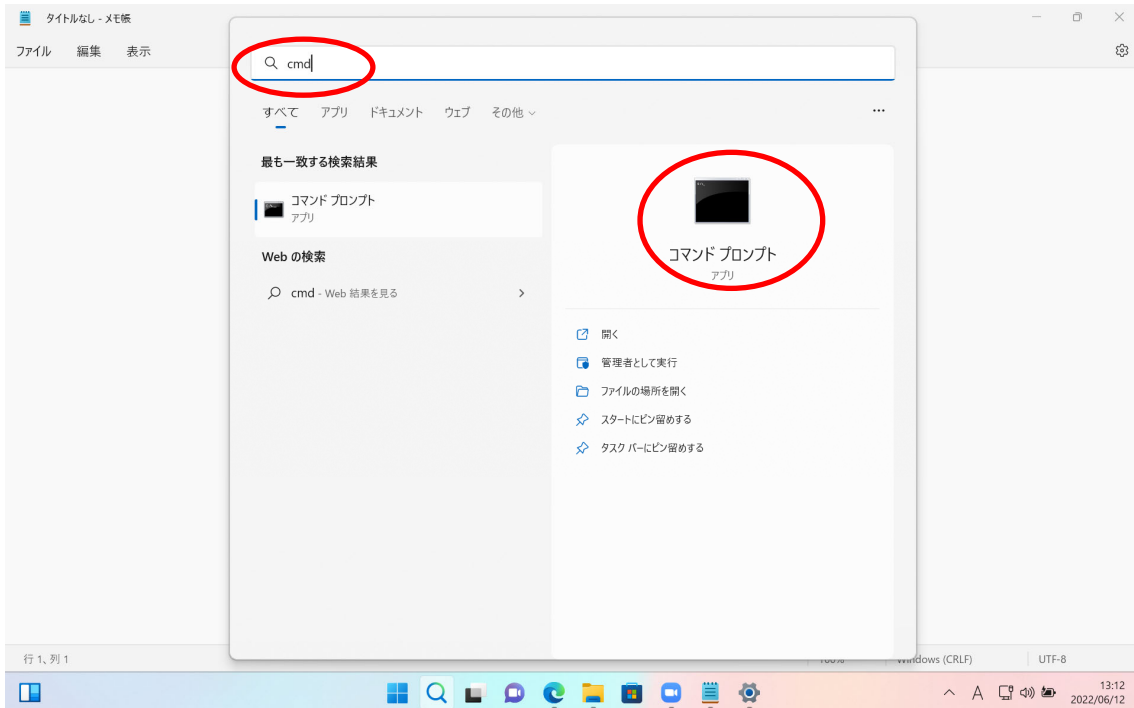 タイトルなし - メモ帳
ファイル 編集 表示
cmd
すべて アプリ ドキュメント ウェブ その他
最も一致する検索結果
コマンド プロンプト
アプリ
Web の検索
cmd - Web 結果を見る
コマンド プロンプト
アプリ
開く
管理者として実行
ファイルの場所を開く
スタートにピン留めする
タスク バーにピン留めする
行 1、列 1 100% Windows (CRLF) UTF-8
A 13:12
2022/06/12